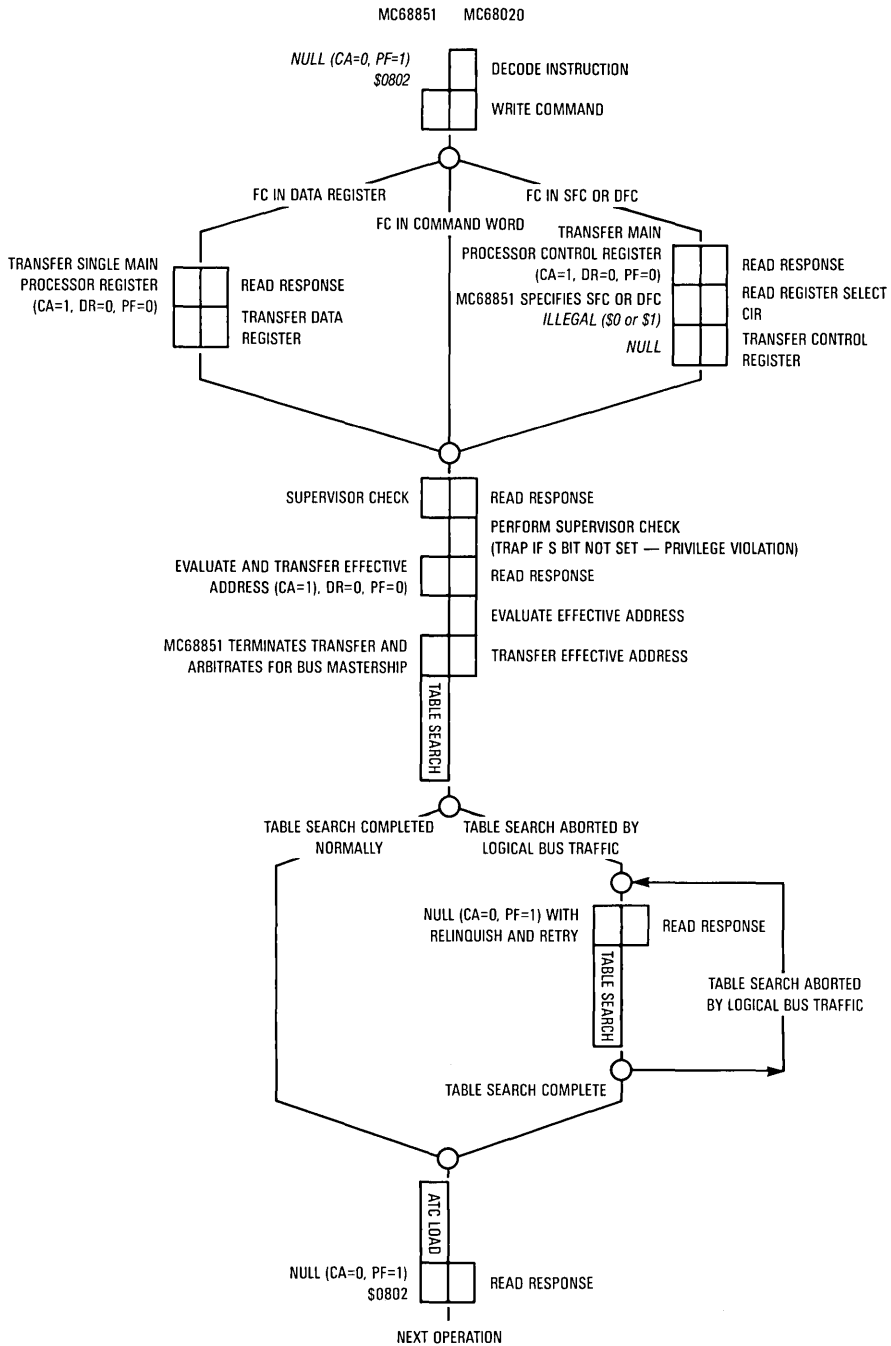 MC68851 MC68020
NULL (CA=0, PF=1)
$0802
DECODE INSTRUCTION
WRITE COMMAND
FC IN DATA REGISTER
FC IN COMMAND WORD
FC IN SFC OR DFC
TRANSFER SINGLE MAIN
PROCESSOR REGISTER
(CA=1, DR=0, PF=0)
READ RESPONSE
TRANSFER DATA
REGISTER
TRANSFER MAIN
PROCESSOR CONTROL REGISTER
(CA=1, DR=0, PF=0)
MC68851 SPECIFIES SFC OR DFC
ILLEGAL ($0 or $1)
NULL
READ RESPONSE
READ REGISTER SELECT
CIR
TRANSFER CONTROL
REGISTER
SUPERVISOR CHECK
READ RESPONSE
PERFORM SUPERVISOR CHECK
(TRAP IF S BIT NOT SET — PRIVILEGE VIOLATION)
EVALUATE AND TRANSFER EFFECTIVE
ADDRESS (CA=1), DR=0, PF=0)
READ RESPONSE
EVALUATE EFFECTIVE ADDRESS
MC68851 TERMINATES TRANSFER AND
ARBITRATES FOR BUS MASTERSHIP
TRANSFER EFFECTIVE ADDRESS
TABLE SEARCH
TABLE SEARCH COMPLETED
NORMALLY
TABLE SEARCH ABORTED BY
LOGICAL BUS TRAFFIC
NULL (CA=0, PF=1) WITH
RELINQUISH AND RETRY
READ RESPONSE
TABLE SEARCH
TABLE SEARCH ABORTED
BY LOGICAL BUS TRAFFIC
TABLE SEARCH COMPLETE
ATC LOAD
NULL (CA=0, PF=1)
$0802
READ RESPONSE
NEXT OPERATION